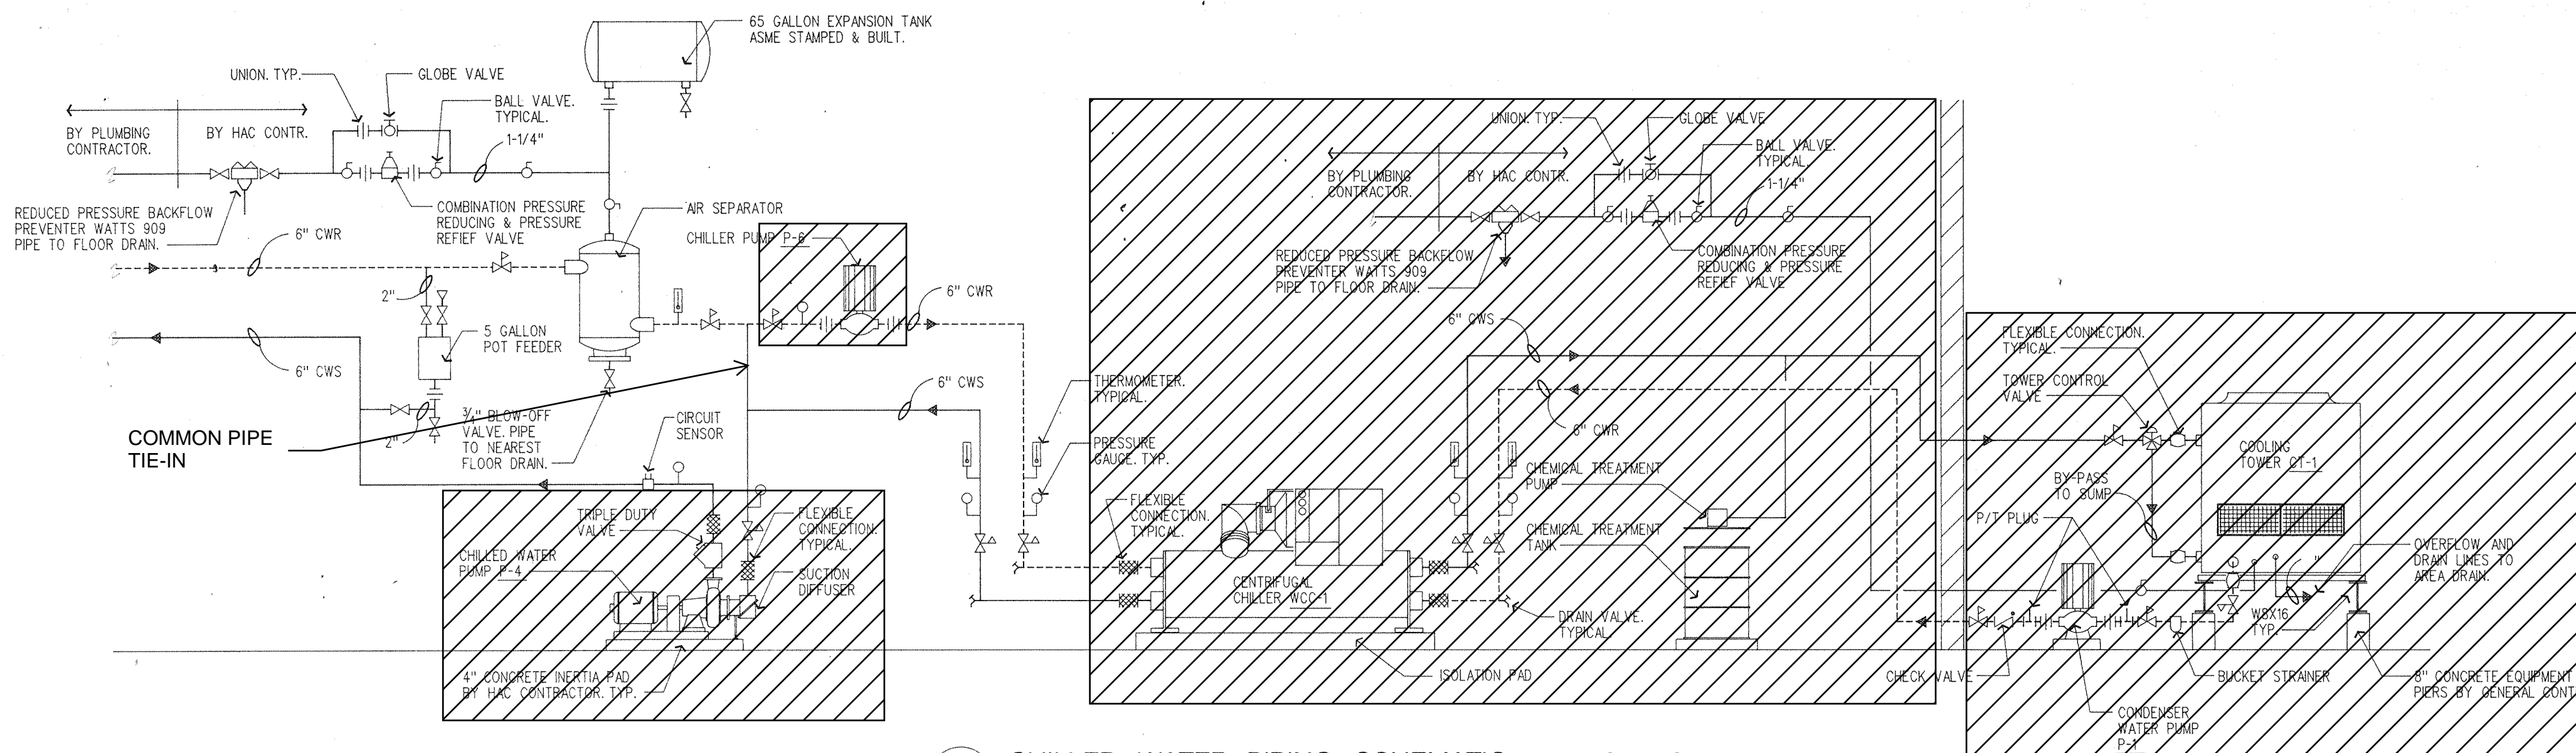 65 GALLON EXPANSION TANK
ASME STAMPED & BUILT.
UNION. TYP.
GLOBE VALVE
BALL VALVE.
TYPICAL.
1-1/4"
BY PLUMBING
CONTRACTOR.
BY HAC CONTR.
REDUCED PRESSURE BACKFLOW
PREVENTER WATTS 909
PIPE TO FLOOR DRAIN.
COMBINATION PRESSURE
REDUCING & PRESSURE
REFIEF VALVE
AIR SEPARATOR
CHILLER PUMP P-6
6" CWR
6" CWR
2"
5 GALLON
POT FEEDER
6" CWS
6" CWS
2"
3/4" BLOW-OFF
VALVE. PIPE
TO NEAREST
FLOOR DRAIN.
COMMON PIPE
TIE-IN
CIRCUIT
SENSOR
THERMOMETER.
TYPICAL.
PRESSURE
GAUGE. TYP.
TRIPLE DUTY
VALVE
FLEXIBLE
CONNECTION.
TYPICAL.
CHILLED WATER
PUMP P-4
SUCTION
DIFFUSER
4" CONCRETE INERTIA PAD
BY HAC CONTRACTOR. TYP.
UNION. TYP.
GLOBE VALVE
BALL VALVE.
TYPICAL.
1-1/4"
BY PLUMBING
CONTRACTOR.
BY HAC CONTR.
REDUCED PRESSURE BACKFLOW
PREVENTER WATTS 909
PIPE TO FLOOR DRAIN.
COMBINATION PRESSURE
REDUCING & PRESSURE
REFIEF VALVE
6" CWS
6" CWR
FLEXIBLE
CONNECTION.
TYPICAL.
CENTRIFUGAL
CHILLER WCC-1
CHEMICAL TREATMENT
PUMP
CHEMICAL TREATMENT
TANK
DRAIN VALVE.
TYPICAL
ISOLATION PAD
FLEXIBLE CONNECTION.
TYPICAL.
TOWER CONTROL
VALVE
COOLING
TOWER CT-1
BY-PASS
TO SUMP
P/T PLUG
OVERFLOW AND
DRAIN LINES TO
AREA DRAIN.
W8X16
TYP.
CHECK VALVE
BUCKET STRAINER
8" CONCRETE EQUIPMENT
PIERS BY GENERAL CONT
CONDENSER
WATER PUMP
P-1
CHILLED WATER PIPING SCHEMATIC